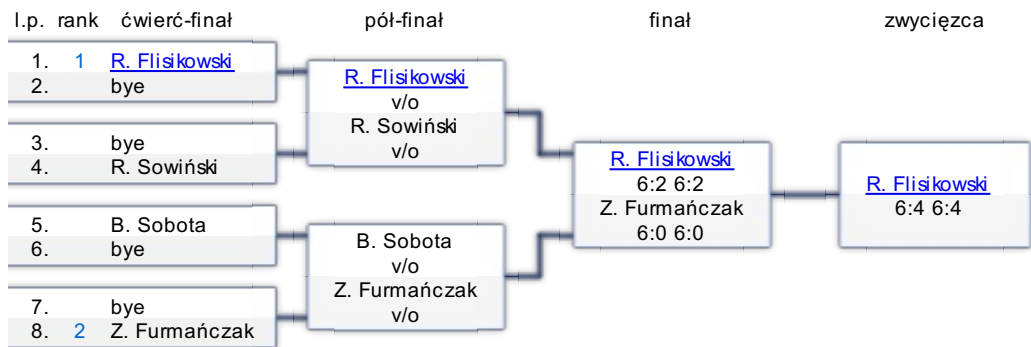 l.p. rank ćwierć-finał pół-finał finał zwycięzca
1. 1 R. Flisikowski
2. bye
3. bye
4. R. Sowiński
5. B. Sobota
6. bye
7. bye
8. 2 Z. Furmańczak
R. Flisikowski
v/o
R. Sowiński
v/o
B. Sobota
v/o
Z. Furmańczak
v/o
R. Flisikowski
6:2 6:2
Z. Furmańczak
6:0 6:0
R. Flisikowski
6:4 6:4